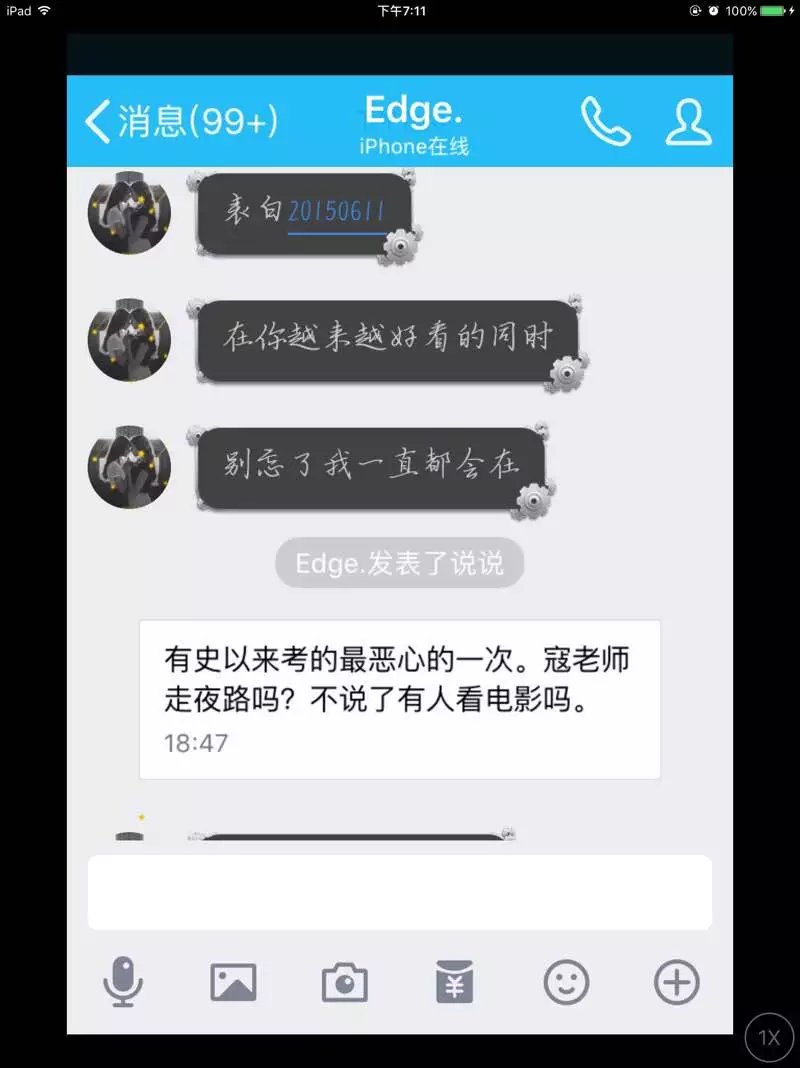 iPad 下午7:11 100%
消息(99+) Edge.
iPhone在线
表白20150611
在你越来越好看的同时
别忘了我一直都会在
Edge.发表了说说
有史以来考的最恶心的一次。寇老师
走夜路吗？不说了有人看电影吗。
18:47
¥
1X